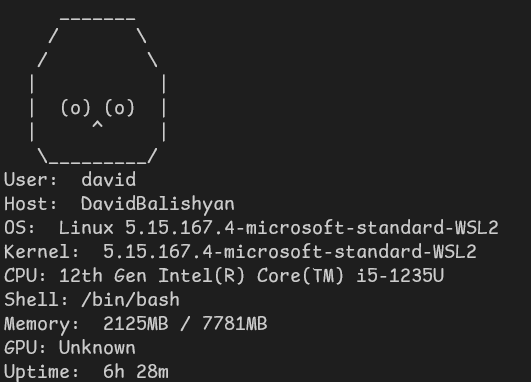 User:  david
Host:  DavidBalishyan
OS:  Linux 5.15.167.4-microsoft-standard-WSL2
Kernel:  5.15.167.4-microsoft-standard-WSL2
CPU: 12th Gen Intel(R) Core(TM) i5-1235U
Shell: /bin/bash
Memory:  2125MB / 7781MB
GPU: Unknown
Uptime:  6h 28m